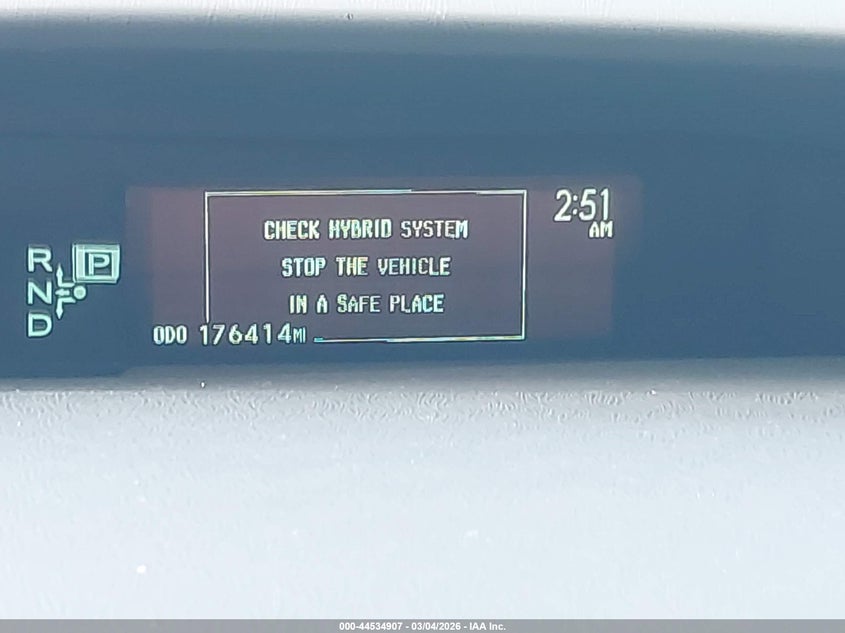 2:51
AM
CHECK HYBRID SYSTEM
STOP THE VEHICLE
IN A SAFE PLACE
R
P
N
D
ODO 176414MI
000-44534907 - 03/04/2026 - IAA Inc.